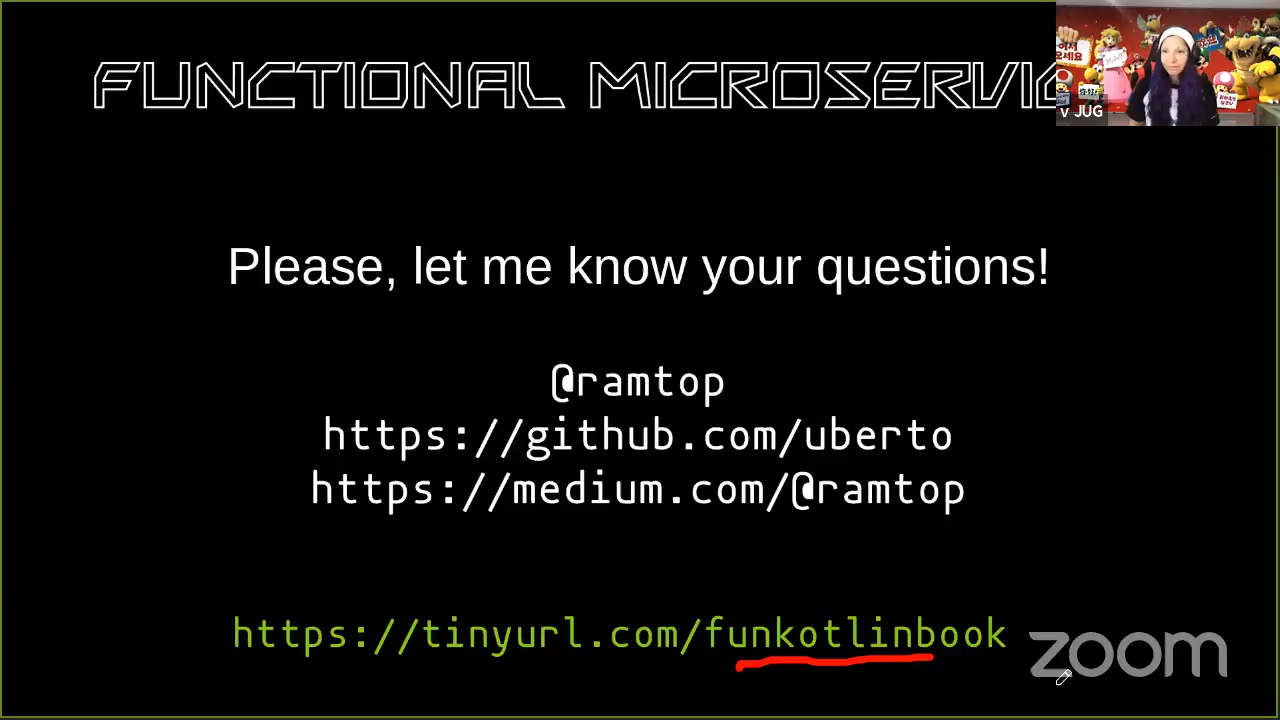 FUNCTIONAL MICROSERVIC
v JUG
Please, let me know your questions!
@ramtop
https://github.com/uberto
https://medium.com/@ramtop
https://tinyurl.com/funkotlinbook
zoom